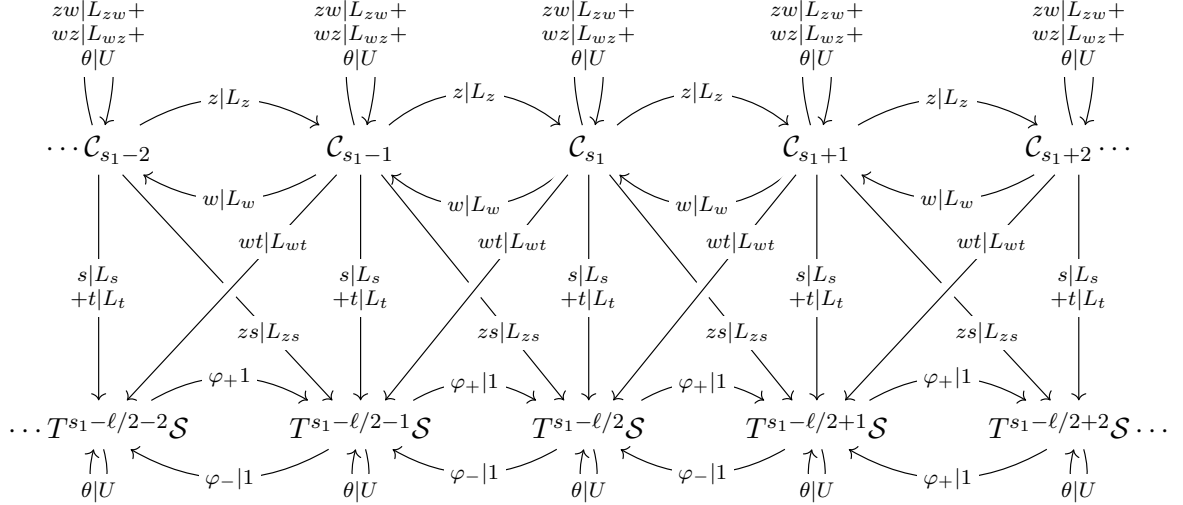 zw|L_{zw}+ zw|L_{zw}+ zw|L_{zw}+ zw|L_{zw}+ zw|L_{zw}+
wz|L_{wz}+ wz|L_{wz}+ wz|L_{wz}+ wz|L_{wz}+ wz|L_{wz}+
θ|U θ|U θ|U θ|U θ|U
z|L_z z|L_z z|L_z z|L_z
⋯ 𝒞_{s_1−2} 𝒞_{s_1−1} 𝒞_{s_1} 𝒞_{s_1+1} 𝒞_{s_1+2} ⋯
w|L_w w|L_w w|L_w w|L_w
wt|L_{wt} wt|L_{wt} wt|L_{wt} wt|L_{wt}
s|L_s s|L_s s|L_s s|L_s s|L_s
+t|L_t +t|L_t +t|L_t +t|L_t +t|L_t
zs|L_{zs} zs|L_{zs} zs|L_{zs} zs|L_{zs}
φ_+1 φ_+|1 φ_+|1 φ_+|1
⋯ T^{s_1−ℓ/2−2}𝒮 T^{s_1−ℓ/2−1}𝒮 T^{s_1−ℓ/2}𝒮 T^{s_1−ℓ/2+1}𝒮 T^{s_1−ℓ/2+2}𝒮 ⋯
φ_−|1 φ_−|1 φ_−|1 φ_+|1
θ|U θ|U θ|U θ|U θ|U